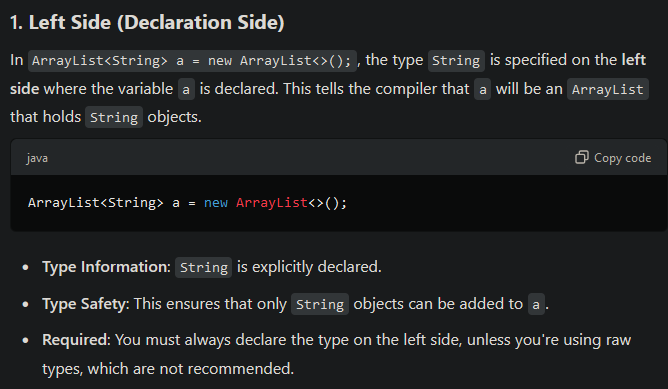 1. Left Side (Declaration Side)
In ArrayList<String> a = new ArrayList<>();, the type String is specified on the left
side where the variable a is declared. This tells the compiler that a will be an ArrayList
that holds String objects.
java
Copy code
ArrayList<String> a = new ArrayList<>();
• Type Information: String is explicitly declared.
• Type Safety: This ensures that only String objects can be added to a.
• Required: You must always declare the type on the left side, unless you're using raw
types, which are not recommended.